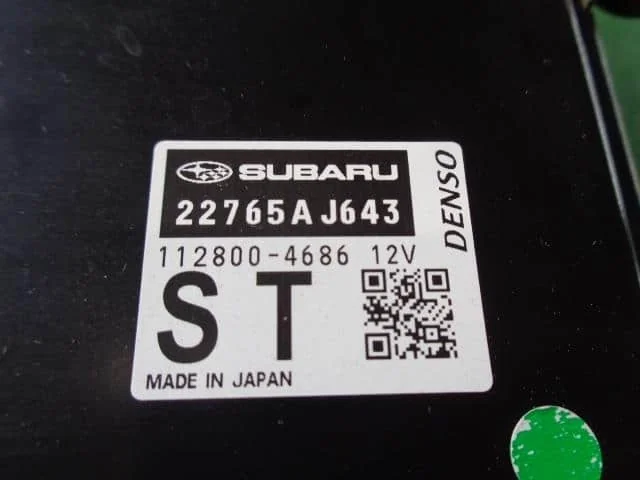 SUBARU
22765AJ643
112800-4686 12V
ST
MADE IN JAPAN
DENSO